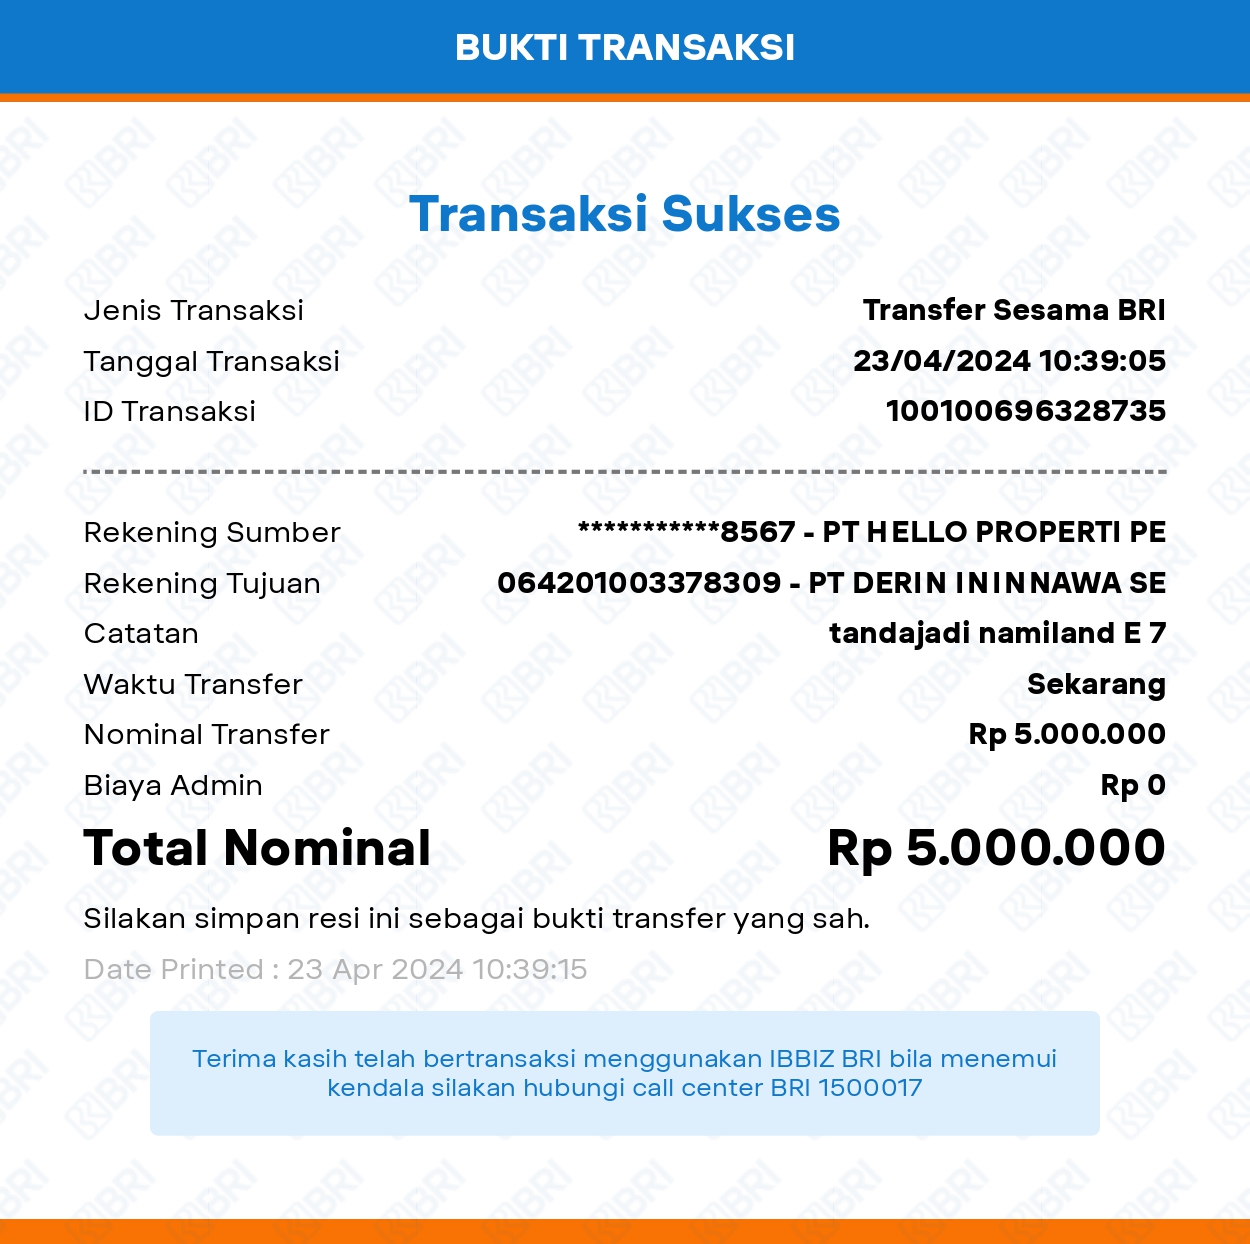 BUKTI TRANSAKSI
Transaksi Sukses
Jenis Transaksi Transfer Sesama BRI
Tanggal Transaksi 23/04/2024 10:39:05
ID Transaksi 100100696328735
Rekening Sumber ***********8567 - PT HELLO PROPERTI PE
Rekening Tujuan 064201003378309 - PT DERIN ININNAWA SE
Catatan tandajadi namiland E 7
Waktu Transfer Sekarang
Nominal Transfer Rp 5.000.000
Biaya Admin Rp 0
Total Nominal Rp 5.000.000
Silakan simpan resi ini sebagai bukti transfer yang sah.
Date Printed : 23 Apr 2024 10:39:15
Terima kasih telah bertransaksi menggunakan IBBIZ BRI bila menemui
kendala silakan hubungi call center BRI 1500017